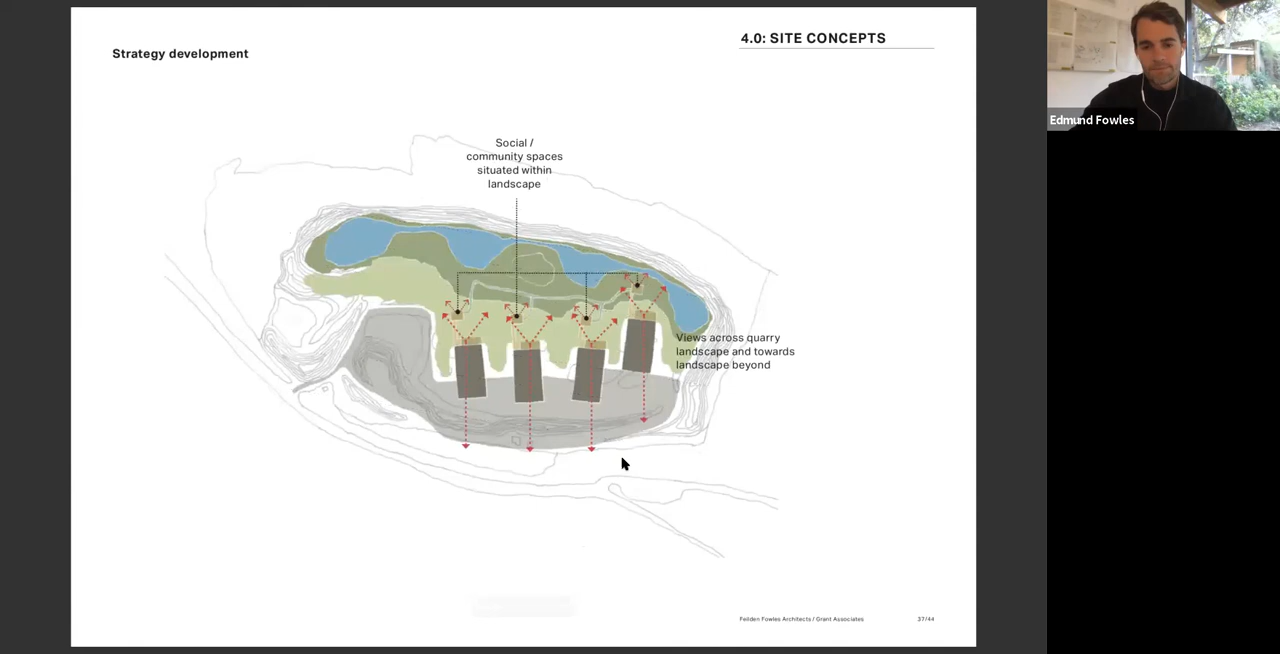 Strategy development
4.0: SITE CONCEPTS
Social /
community spaces
situated within
landscape
Views across quarry
landscape and towards
landscape beyond
Feilden Fowles Architects / Grant Associates
37/44
Edmund Fowles